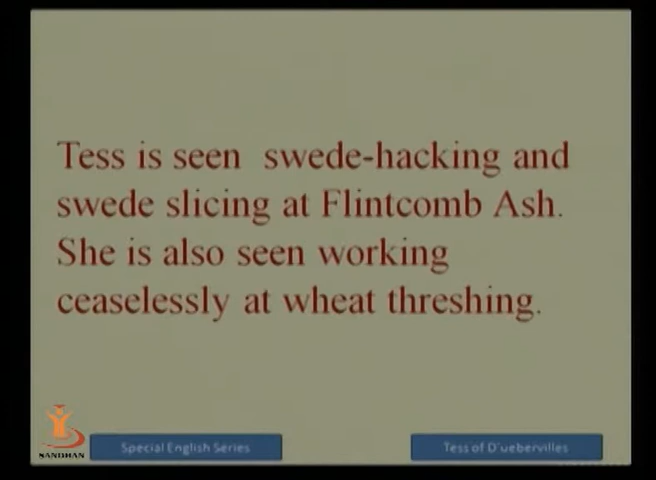 Tess is seen swede-hacking and
swede slicing at Flintcomb Ash.
She is also seen working
ceaselessly at wheat threshing.
SANDHAN
Special English Series
Tess of D'uebervilles